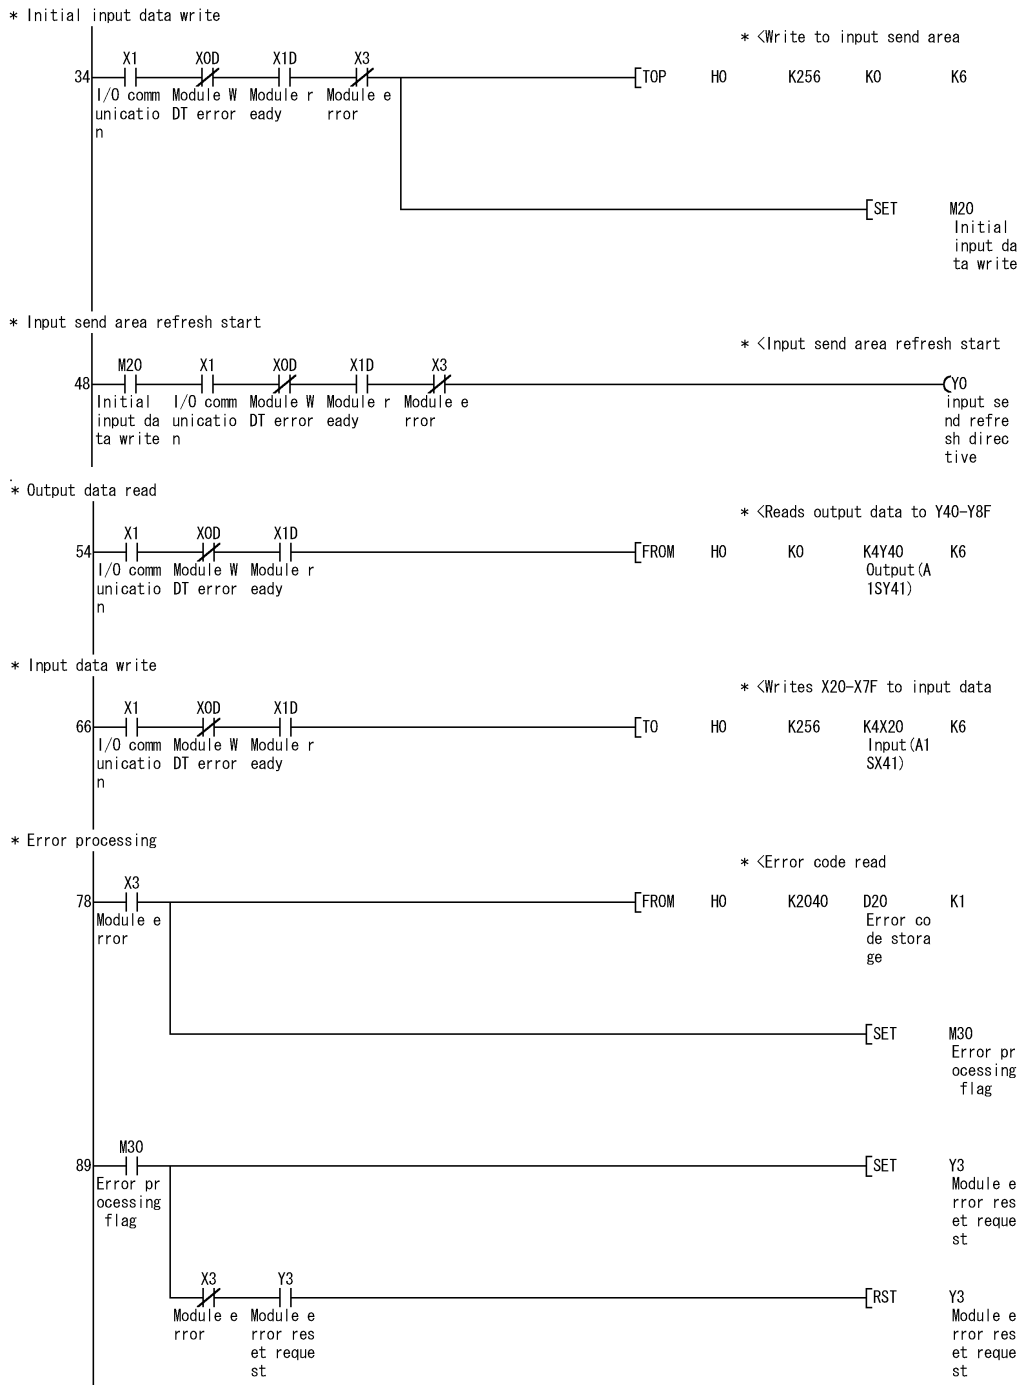 * Initial input data write
* <Write to input send area
X1 X0D X1D X3
34 [TOP H0 K256 K0 K6
I/O comm Module W Module r Module e
unicatio DT error eady rror
n
[SET M20
Initial
input da
ta write
* Input send area refresh start
* <Input send area refresh start
M20 X1 X0D X1D X3
48 (Y0
Initial I/O comm Module W Module r Module e input se
input da unicatio DT error eady rror nd refre
ta write n sh direc
tive
* Output data read
* <Reads output data to Y40-Y8F
X1 X0D X1D
54 [FROM H0 K0 K4Y40 K6
I/O comm Module W Module r Output(A
unicatio DT error eady 1SY41)
n
* Input data write
* <Writes X20-X7F to input data
X1 X0D X1D
66 [TO H0 K256 K4X20 K6
I/O comm Module W Module r Input(A1
unicatio DT error eady SX41)
n
* Error processing
* <Error code read
X3
78 [FROM H0 K2040 D20 K1
Module e Error co
rror de stora
ge
[SET M30
Error pr
ocessing
flag
M30
89 [SET Y3
Error pr Module e
ocessing rror res
flag et reque
st
X3 Y3
[RST Y3
Module e Module e Module e
rror rror res rror res
et reque et reque
st st